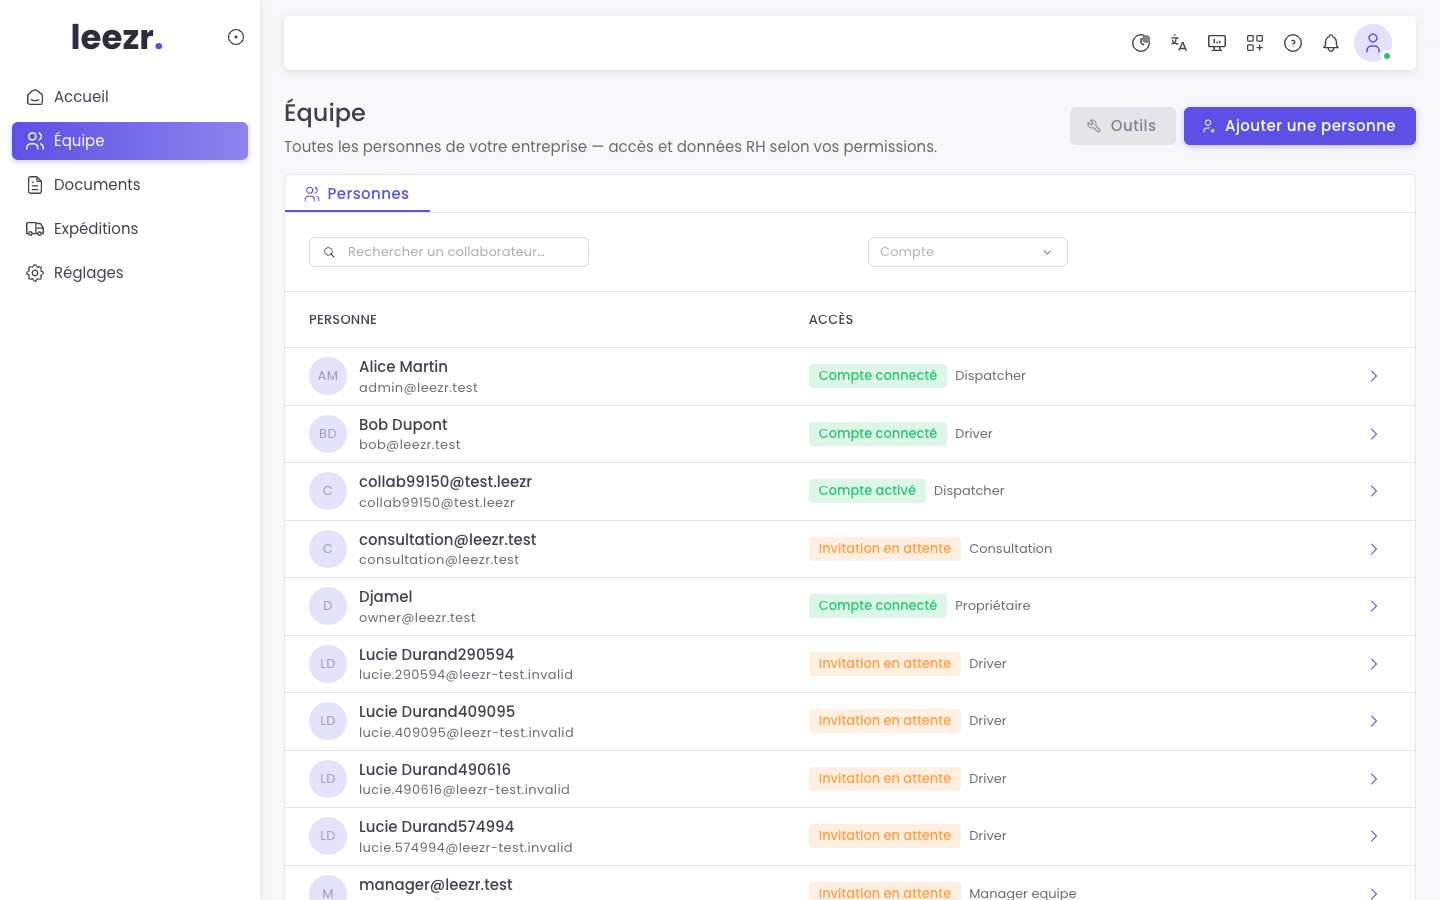 leezr.
Accueil
Équipe
Documents
Expéditions
Réglages
Équipe
Toutes les personnes de votre entreprise — accès et données RH selon vos permissions.
Outils
Ajouter une personne
Personnes
Rechercher un collaborateur...
Compte
PERSONNE
ACCÈS
AM
Alice Martin
admin@leezr.test
Compte connecté
Dispatcher
BD
Bob Dupont
bob@leezr.test
Compte connecté
Driver
C
collab99150@test.leezr
collab99150@test.leezr
Compte activé
Dispatcher
C
consultation@leezr.test
consultation@leezr.test
Invitation en attente
Consultation
D
Djamel
owner@leezr.test
Compte connecté
Propriétaire
LD
Lucie Durand290594
lucie.290594@leezr-test.invalid
Invitation en attente
Driver
LD
Lucie Durand409095
lucie.409095@leezr-test.invalid
Invitation en attente
Driver
LD
Lucie Durand490616
lucie.490616@leezr-test.invalid
Invitation en attente
Driver
LD
Lucie Durand574994
lucie.574994@leezr-test.invalid
Invitation en attente
Driver
M
manager@leezr.test
Invitation en attente
Manager equipe